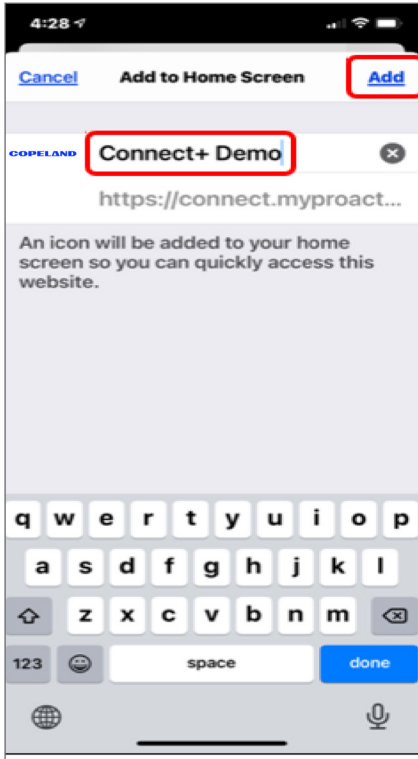 4:28
Cancel Add to Home Screen Add
COPELAND Connect+ Demo
https://connect.myproact...
An icon will be added to your home
screen so you can quickly access this
website.
q w e r t y u i o p
a s d f g h j k l
z x c v b n m
123 space done